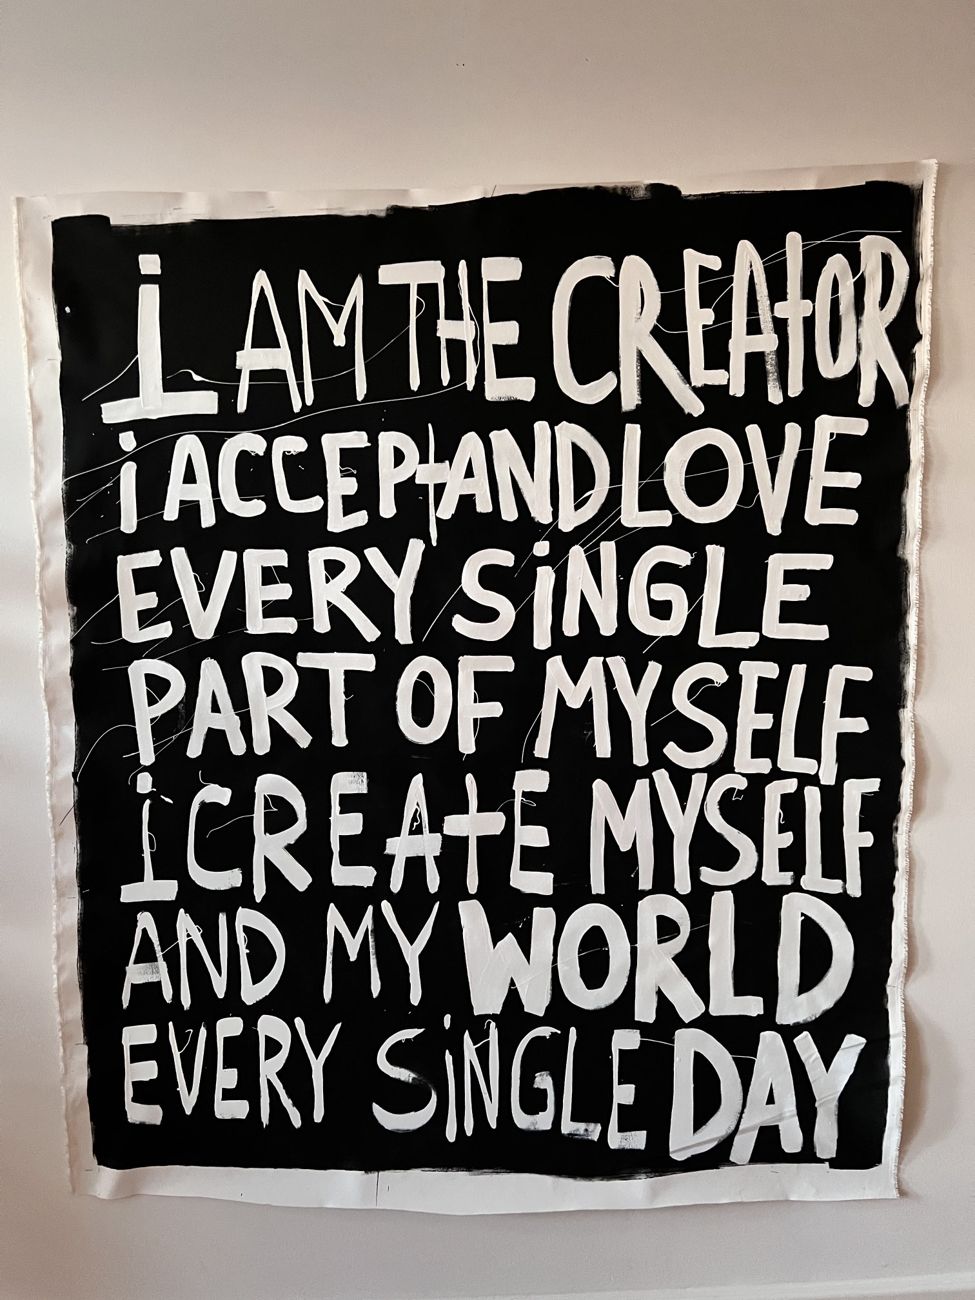 i AM THE CREAtOR
i ACCEPt AND LOVE
EVERY SiNGLE
PART OF MYSELF
i CREAtE MYSELF
AND MY WORLD
EVERY SiNGLE DAY